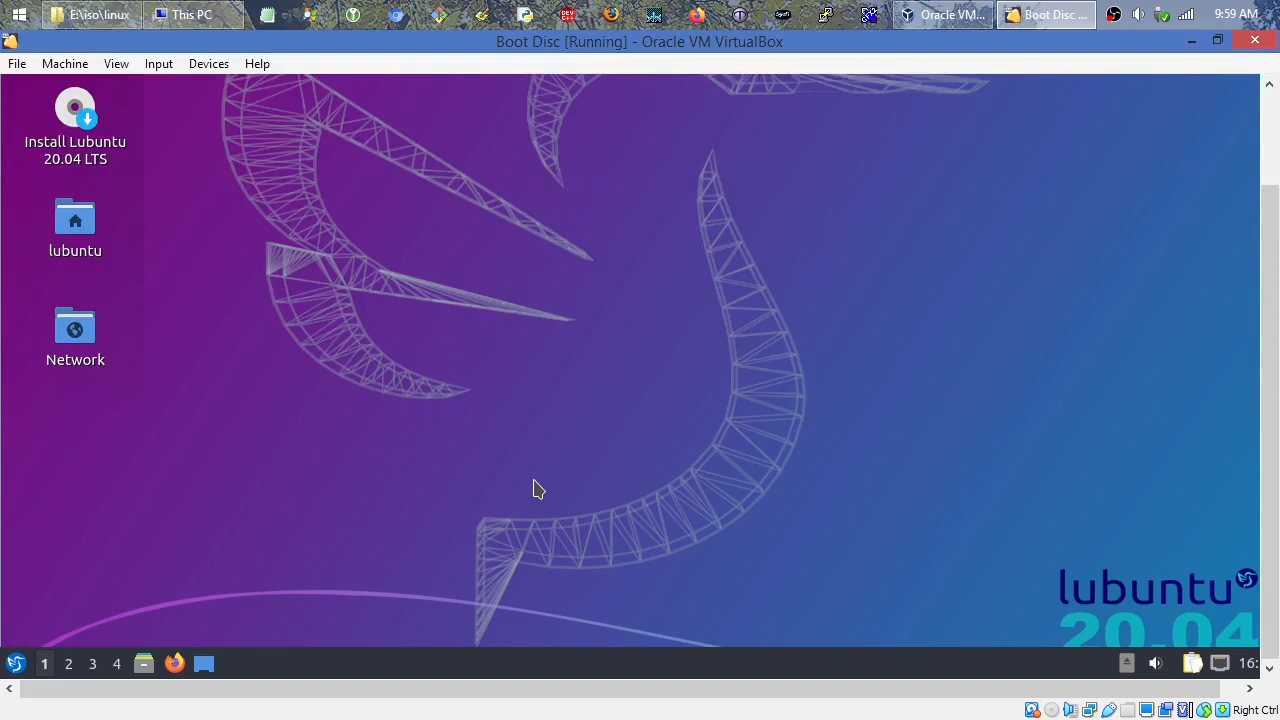 E:\iso\linux
This PC
Oracle VM...
Boot Disc ...
9:59 AM
Boot Disc [Running] - Oracle VM VirtualBox
File Machine View Input Devices Help
Install Lubuntu
20.04 LTS
lubuntu
Network
lubuntu
20.04
1 2 3 4
16:
Right Ctrl